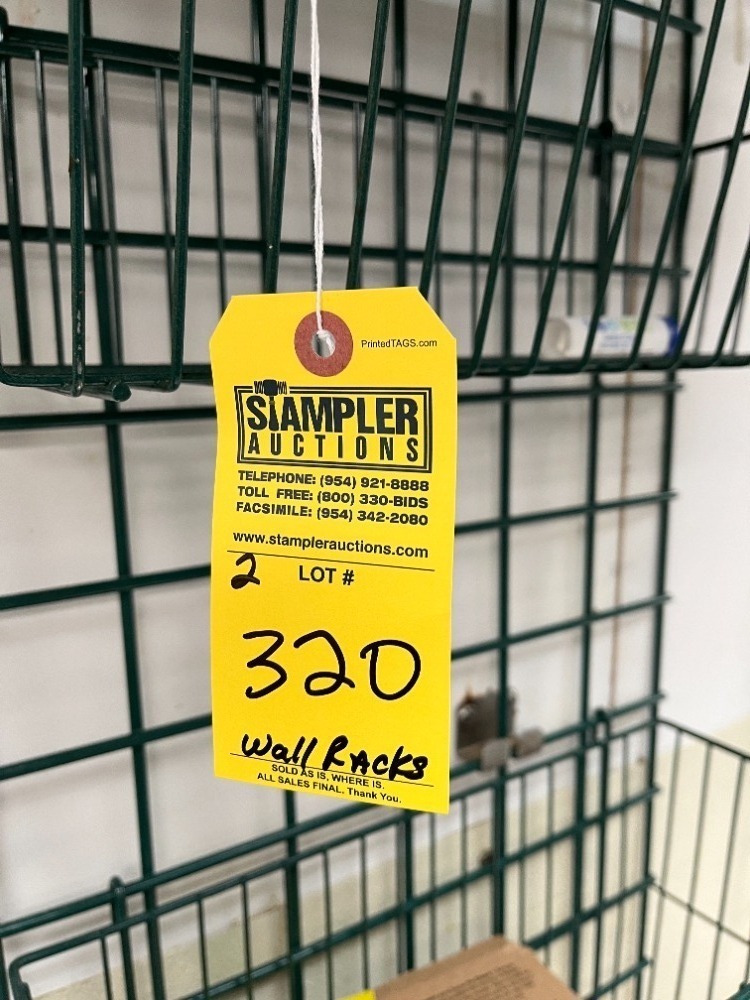 PrintedTAGS.com
STAMPLER
AUCTIONS
TELEPHONE: (954) 921-8888
TOLL FREE: (800) 330-BIDS
FACSIMILE: (954) 342-2080
www.stamplerauctions.com
2 LOT #
320
Wall RACKS
SOLD AS IS, WHERE IS.
ALL SALES FINAL. Thank You.